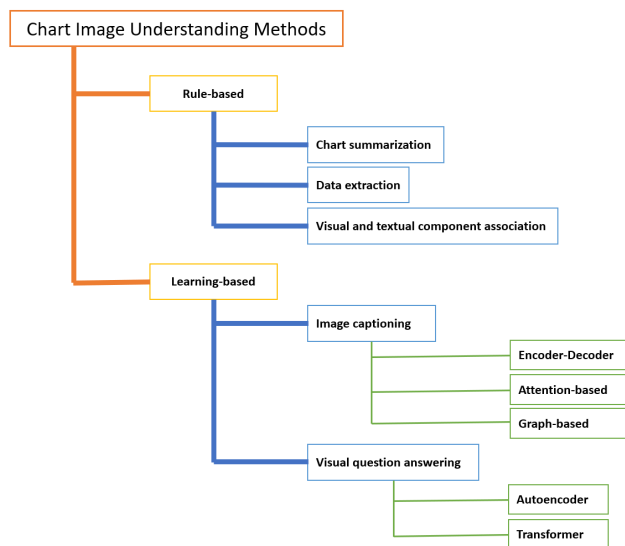 Chart Image Understanding Methods
Rule-based
Chart summarization
Data extraction
Visual and textual component association
Learning-based
Image captioning
Encoder-Decoder
Attention-based
Graph-based
Visual question answering
Autoencoder
Transformer